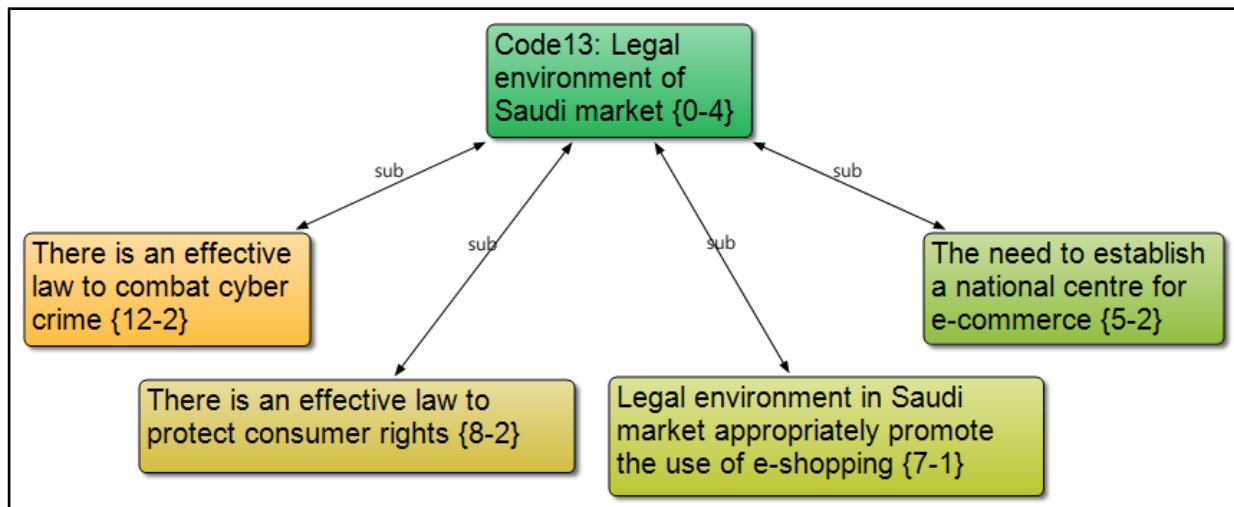 Code13: Legal
environment of
Saudi market {0-4}
sub
sub
sub
sub
There is an effective
law to combat cyber
crime {12-2}
The need to establish
a national centre for
e-commerce {5-2}
There is an effective law to
protect consumer rights {8-2}
Legal environment in Saudi
market appropriately promote
the use of e-shopping {7-1}